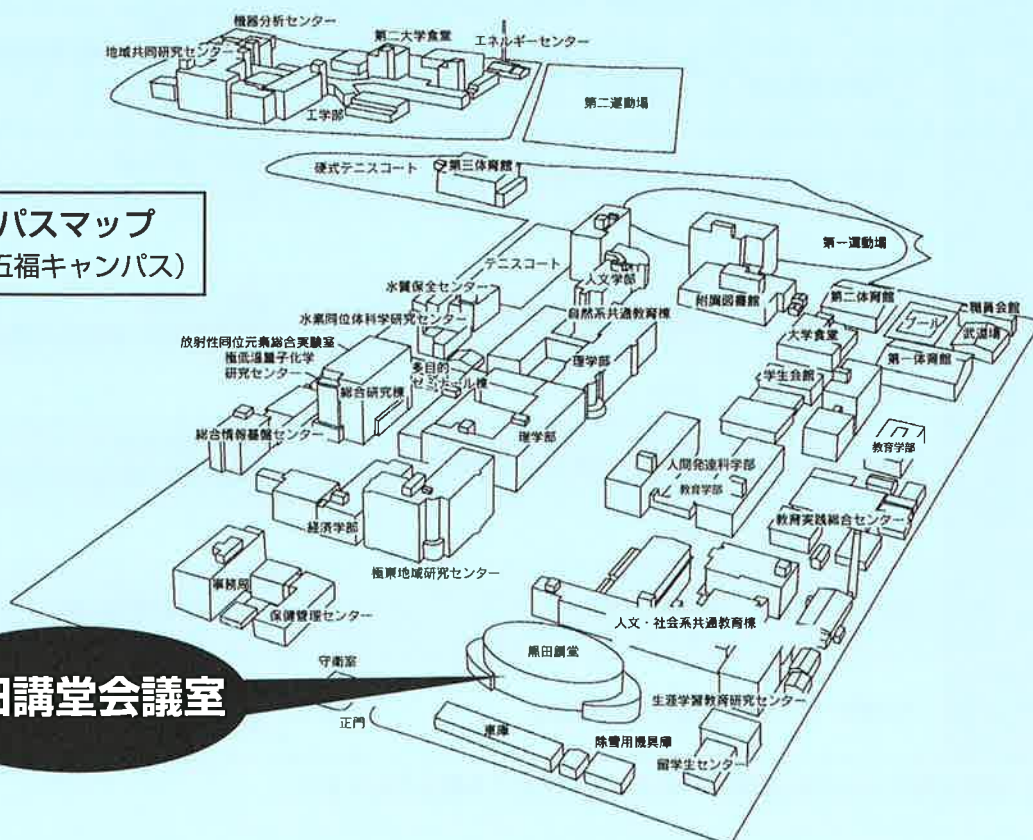 機器分析センター
地域共同研究センター
第二大学食堂
エネルギーセンター
工学部
第二運動場
硬式テニスコート
第三体育館
パスマップ
五福キャンパス）
第一運動場
テニスコート
人文学部
水質保全センター
附属図書館
第二体育館
職員会館
プール
武道場
水素同位体科学研究センター
自然系共通教育棟
大学食堂
第一体育館
放射性同位元素総合実験室
極低温量子化学
研究センター
多目的
ゼミナール棟
理学部
学生会館
総合研究棟
総合情報基盤センター
理学部
教育学部
人間発達科学部
教育学部
経済学部
教育実践総合センター
極東地域研究センター
事務局
保健管理センター
人文・社会系共通教育棟
黒田講堂
守衛室
田講堂会議室
正門
生涯学習教育研究センター
車庫
除雪用機具庫
留学生センター